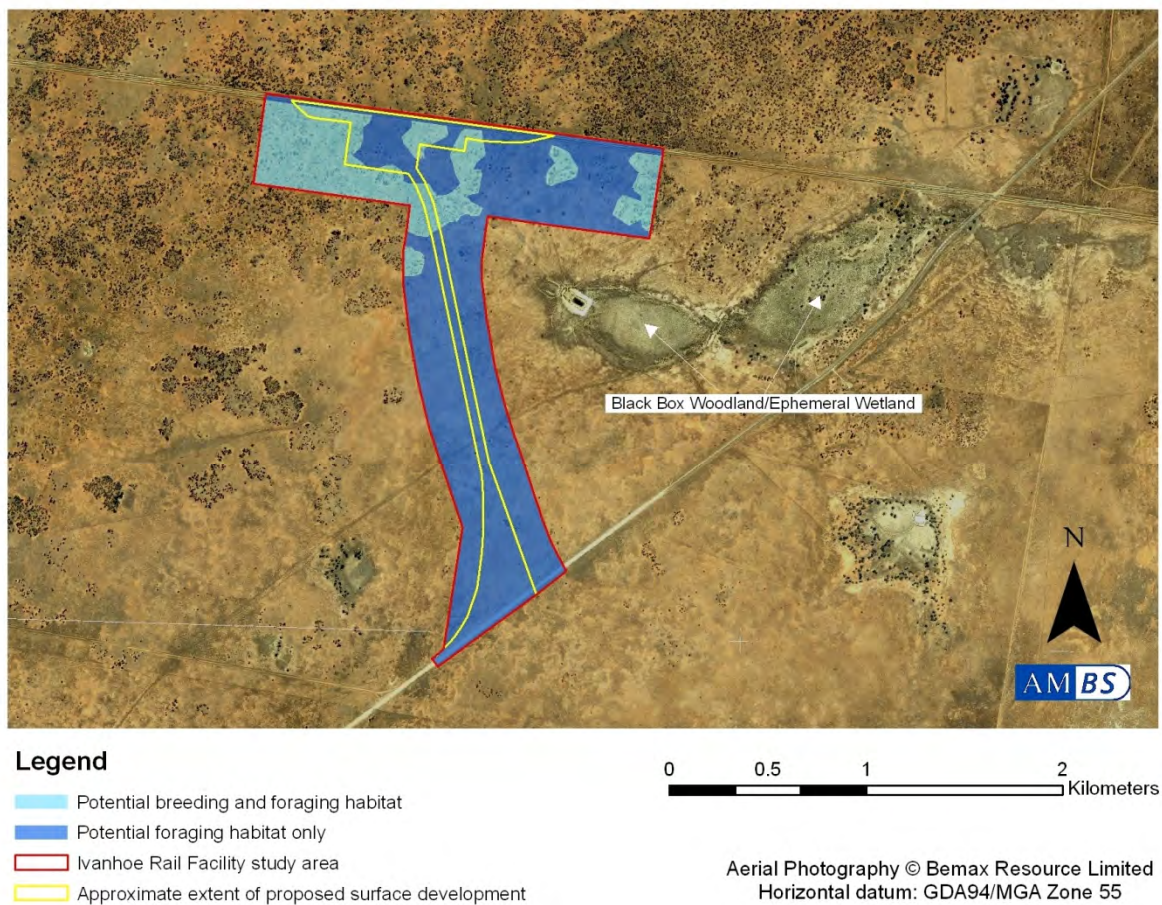 Black Box Woodland/Ephemeral Wetland
N
AMBS
Legend
Potential breeding and foraging habitat
Potential foraging habitat only
Ivanhoe Rail Facility study area
Approximate extent of proposed surface development
0 0.5 1 2
Kilometers
Aerial Photography © Bemax Resource Limited
Horizontal datum: GDA94/MGA Zone 55